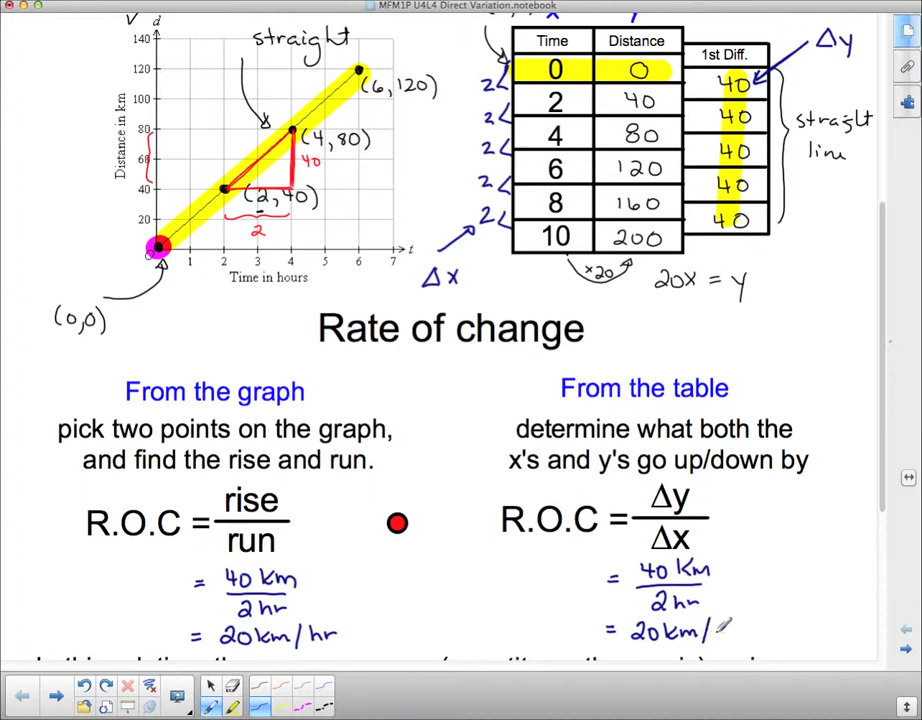 MFM1P U4L4 Direct Variation.notebook
d
140
120
100
80
60
40
20
Distance in km
1 2 3 4 5 6 7 t
Time in hours
straight
(6,120)
(4,80)
40
(2,40)
2
(0,0)
x y
Time Distance 1st Diff.
0 0 40
2 40 40
4 80 40
6 120 40
8 160 40
10 200
2
2
2
2
2
Δx
Δy
straight
line
×20
20x = y
Rate of change
From the graph
pick two points on the graph,
and find the rise and run.
R.O.C = rise
run
= 40 km
2 hr
= 20 km/hr
From the table
determine what both the
x's and y's go up/down by
R.O.C = Δy
Δx
= 40 km
2 hr
= 20 km/